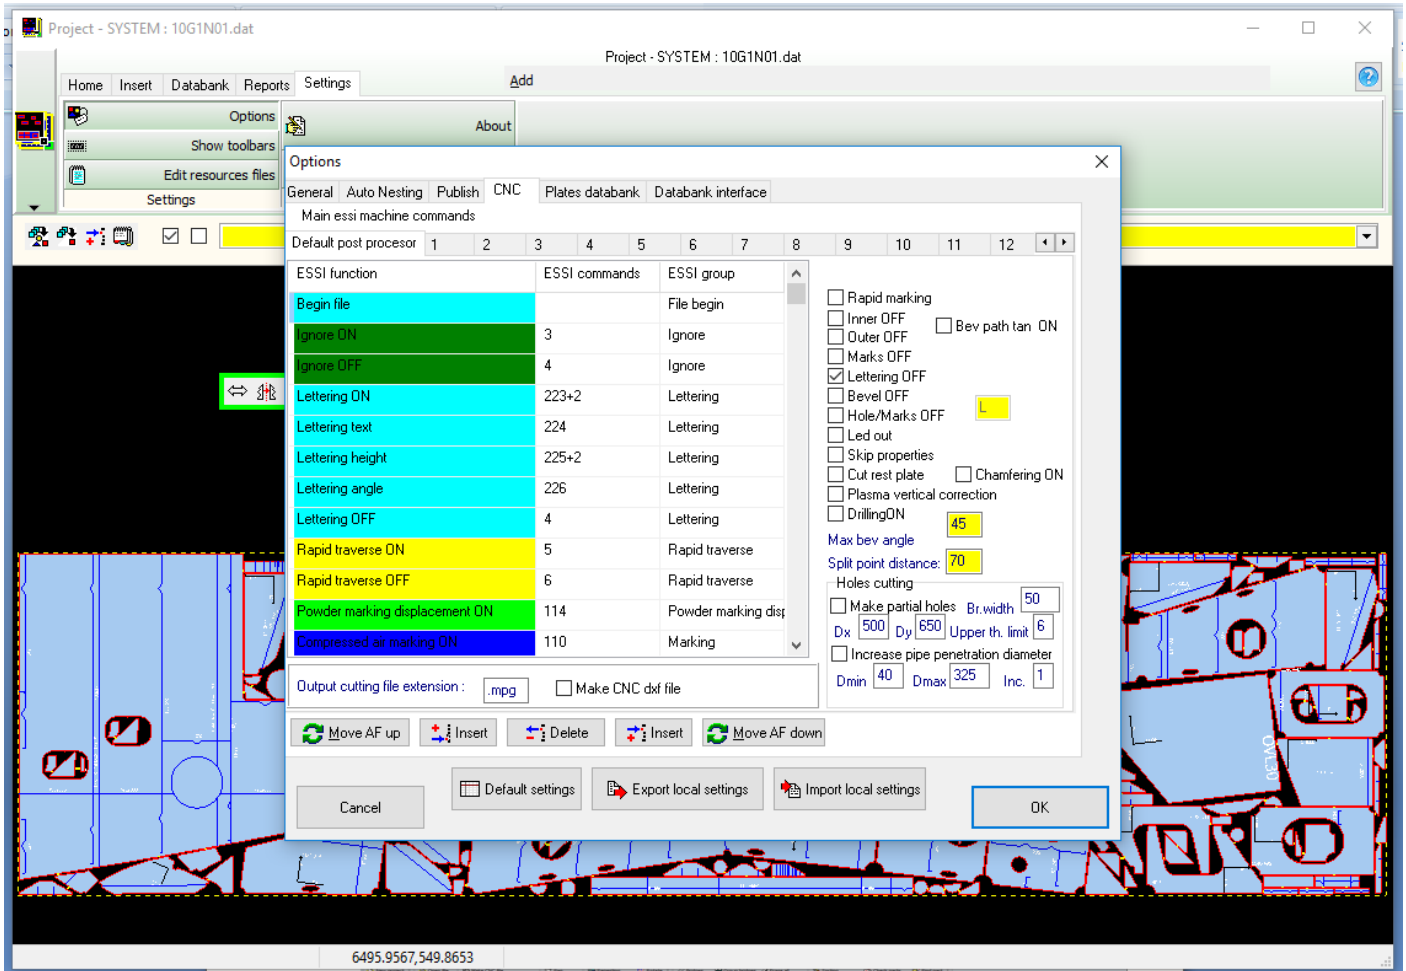 Project - SYSTEM : 10G1N01.dat
Project - SYSTEM : 10G1N01.dat
Home Insert Databank Reports Settings Add
Options
About
Show toolbars
Edit resources files
Settings
Options
General Auto Nesting Publish CNC Plates databank Databank interface
Main essi machine commands
Default post procesor 1 2 3 4 5 6 7 8 9 10 11 12
ESSI function ESSI commands ESSI group
Begin file File begin
Ignore ON 3 Ignore
Ignore OFF 4 Ignore
Lettering ON 223+2 Lettering
Lettering text 224 Lettering
Lettering height 225+2 Lettering
Lettering angle 226 Lettering
Lettering OFF 4 Lettering
Rapid traverse ON 5 Rapid traverse
Rapid traverse OFF 6 Rapid traverse
Powder marking displacement ON 114 Powder marking disp
Compressed air marking ON 110 Marking
Rapid marking
Inner OFF
Bev path tan ON
Outer OFF
Marks OFF
Lettering OFF
Bevel OFF
L
Hole/Marks OFF
Led out
Skip properties
Cut rest plate Chamfering ON
Plasma vertical correction
DrillingON
45
Max bev angle
Split point distance: 70
Holes cutting
Make partial holes Br.width 50
Dx 500 Dy 650 Upper th. limit 6
Increase pipe penetration diameter
Dmin 40 Dmax 325 Inc. 1
Output cutting file extension : .mpg Make CNC dxf file
Move AF up Insert Delete Insert Move AF down
Default settings Export local settings Import local settings
Cancel OK
OVL30
6495.9567,549.8653